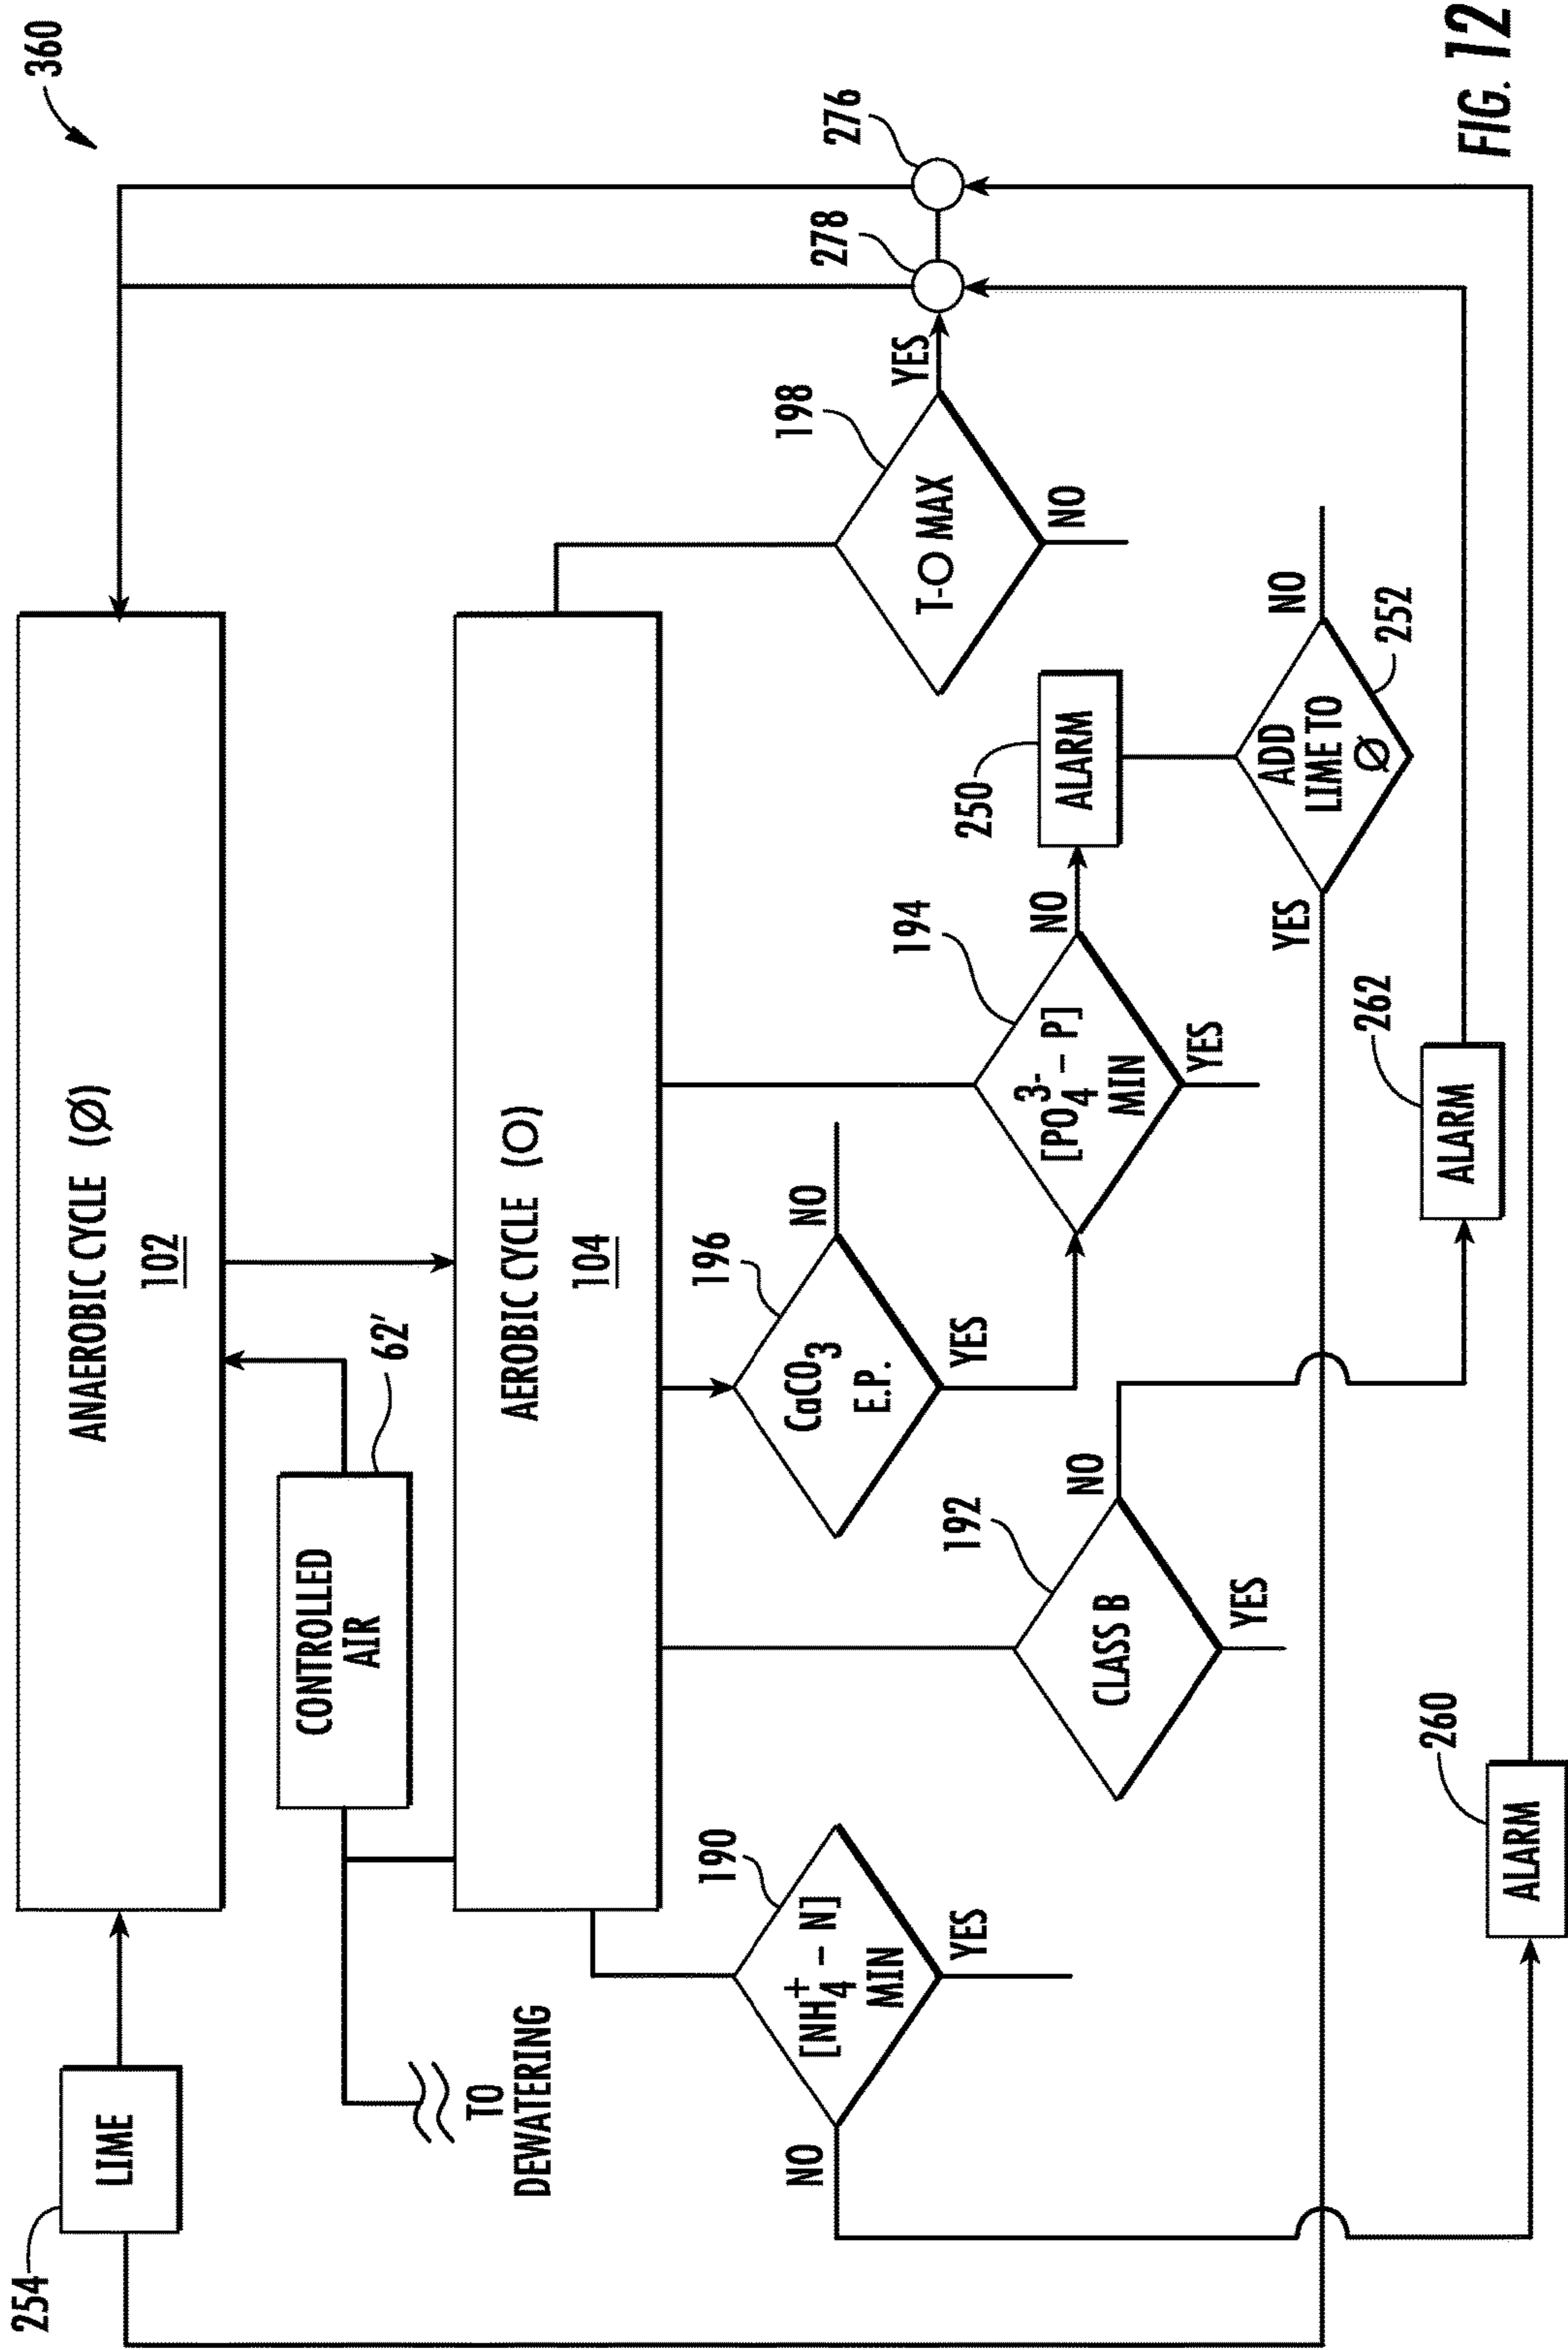 360
254
LIME
ANAEROBIC CYCLE (Ø)
102
CONTROLLED
AIR
62'
TO
DEWATERING
AEROBIC CYCLE (O)
104
276
278
190
[NH4+ – N]
MIN
NO
YES
192
CLASS B
NO
YES
196
CaCO3
E.P.
NO
YES
194
[PO43- – P]
MIN
NO
YES
198
T-O MAX
YES
NO
250
ALARM
252
ADD
LIME TO
Ø
YES
NO
260
ALARM
262
ALARM
FIG. 12